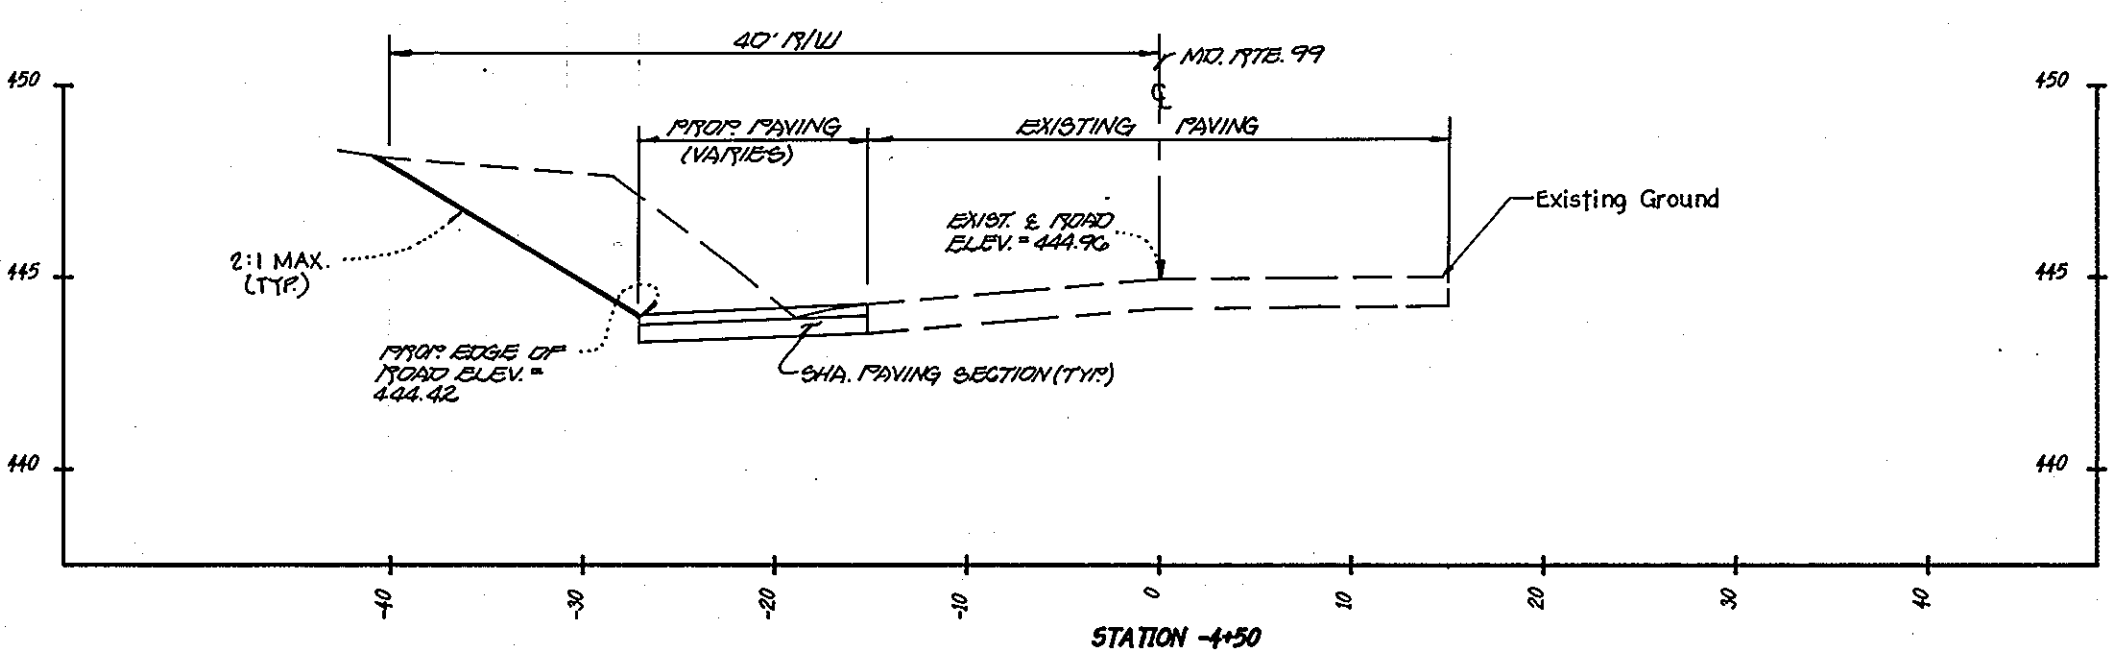 40' R/W
MD. RTE. 99
450
450
℄
PROP. PAVING
(VARIES)
EXISTING PAVING
Existing Ground
EXIST. ℄ ROAD
ELEV. = 444.96
2:1 MAX.
(TYP.)
445
445
PROP. EDGE OF
ROAD ELEV. =
444.42
SHA. PAVING SECTION (TYP.)
440
440
-40
-30
-20
-10
0
10
20
30
40
STATION -4+50